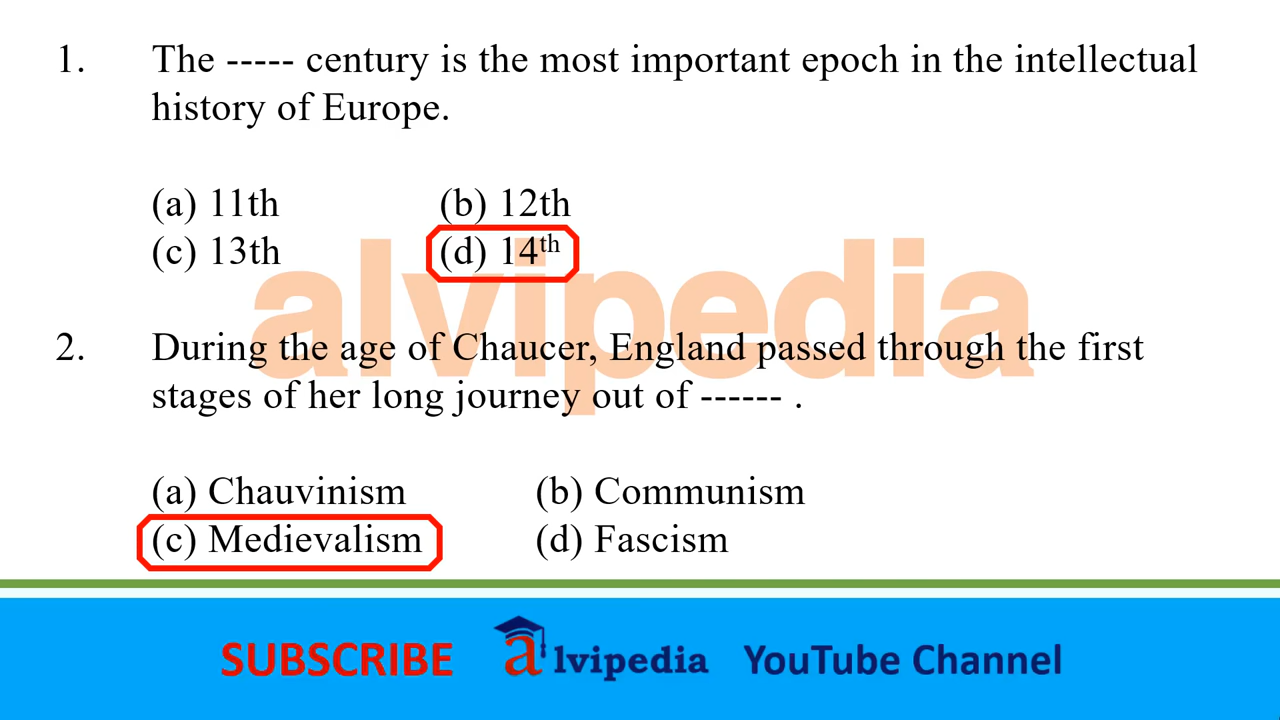 1. The ----- century is the most important epoch in the intellectual
history of Europe.
(a) 11th (b) 12th
(c) 13th (d) 14th
alvipedia
2. During the age of Chaucer, England passed through the first
stages of her long journey out of ------ .
(a) Chauvinism (b) Communism
(c) Medievalism (d) Fascism
SUBSCRIBE alvipedia YouTube Channel